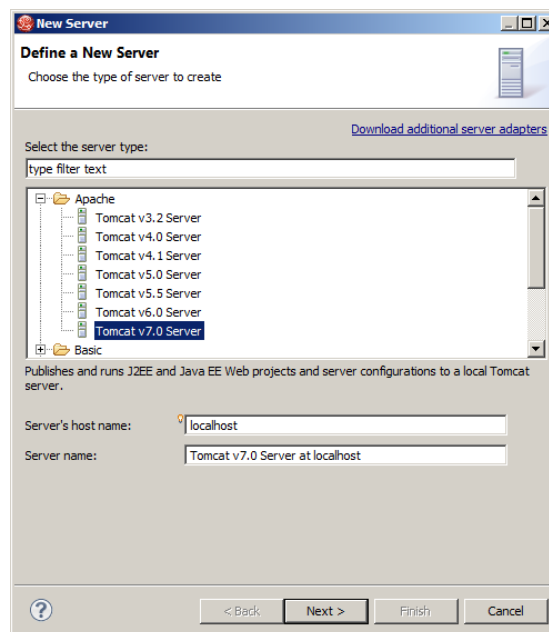 New Server
Define a New Server
Choose the type of server to create
Download additional server adapters
Select the server type:
type filter text
Apache
Tomcat v3.2 Server
Tomcat v4.0 Server
Tomcat v4.1 Server
Tomcat v5.0 Server
Tomcat v5.5 Server
Tomcat v6.0 Server
Tomcat v7.0 Server
Basic
Publishes and runs J2EE and Java EE Web projects and server configurations to a local Tomcat
server.
Server's host name: localhost
Server name: Tomcat v7.0 Server at localhost
? < Back Next > Finish Cancel